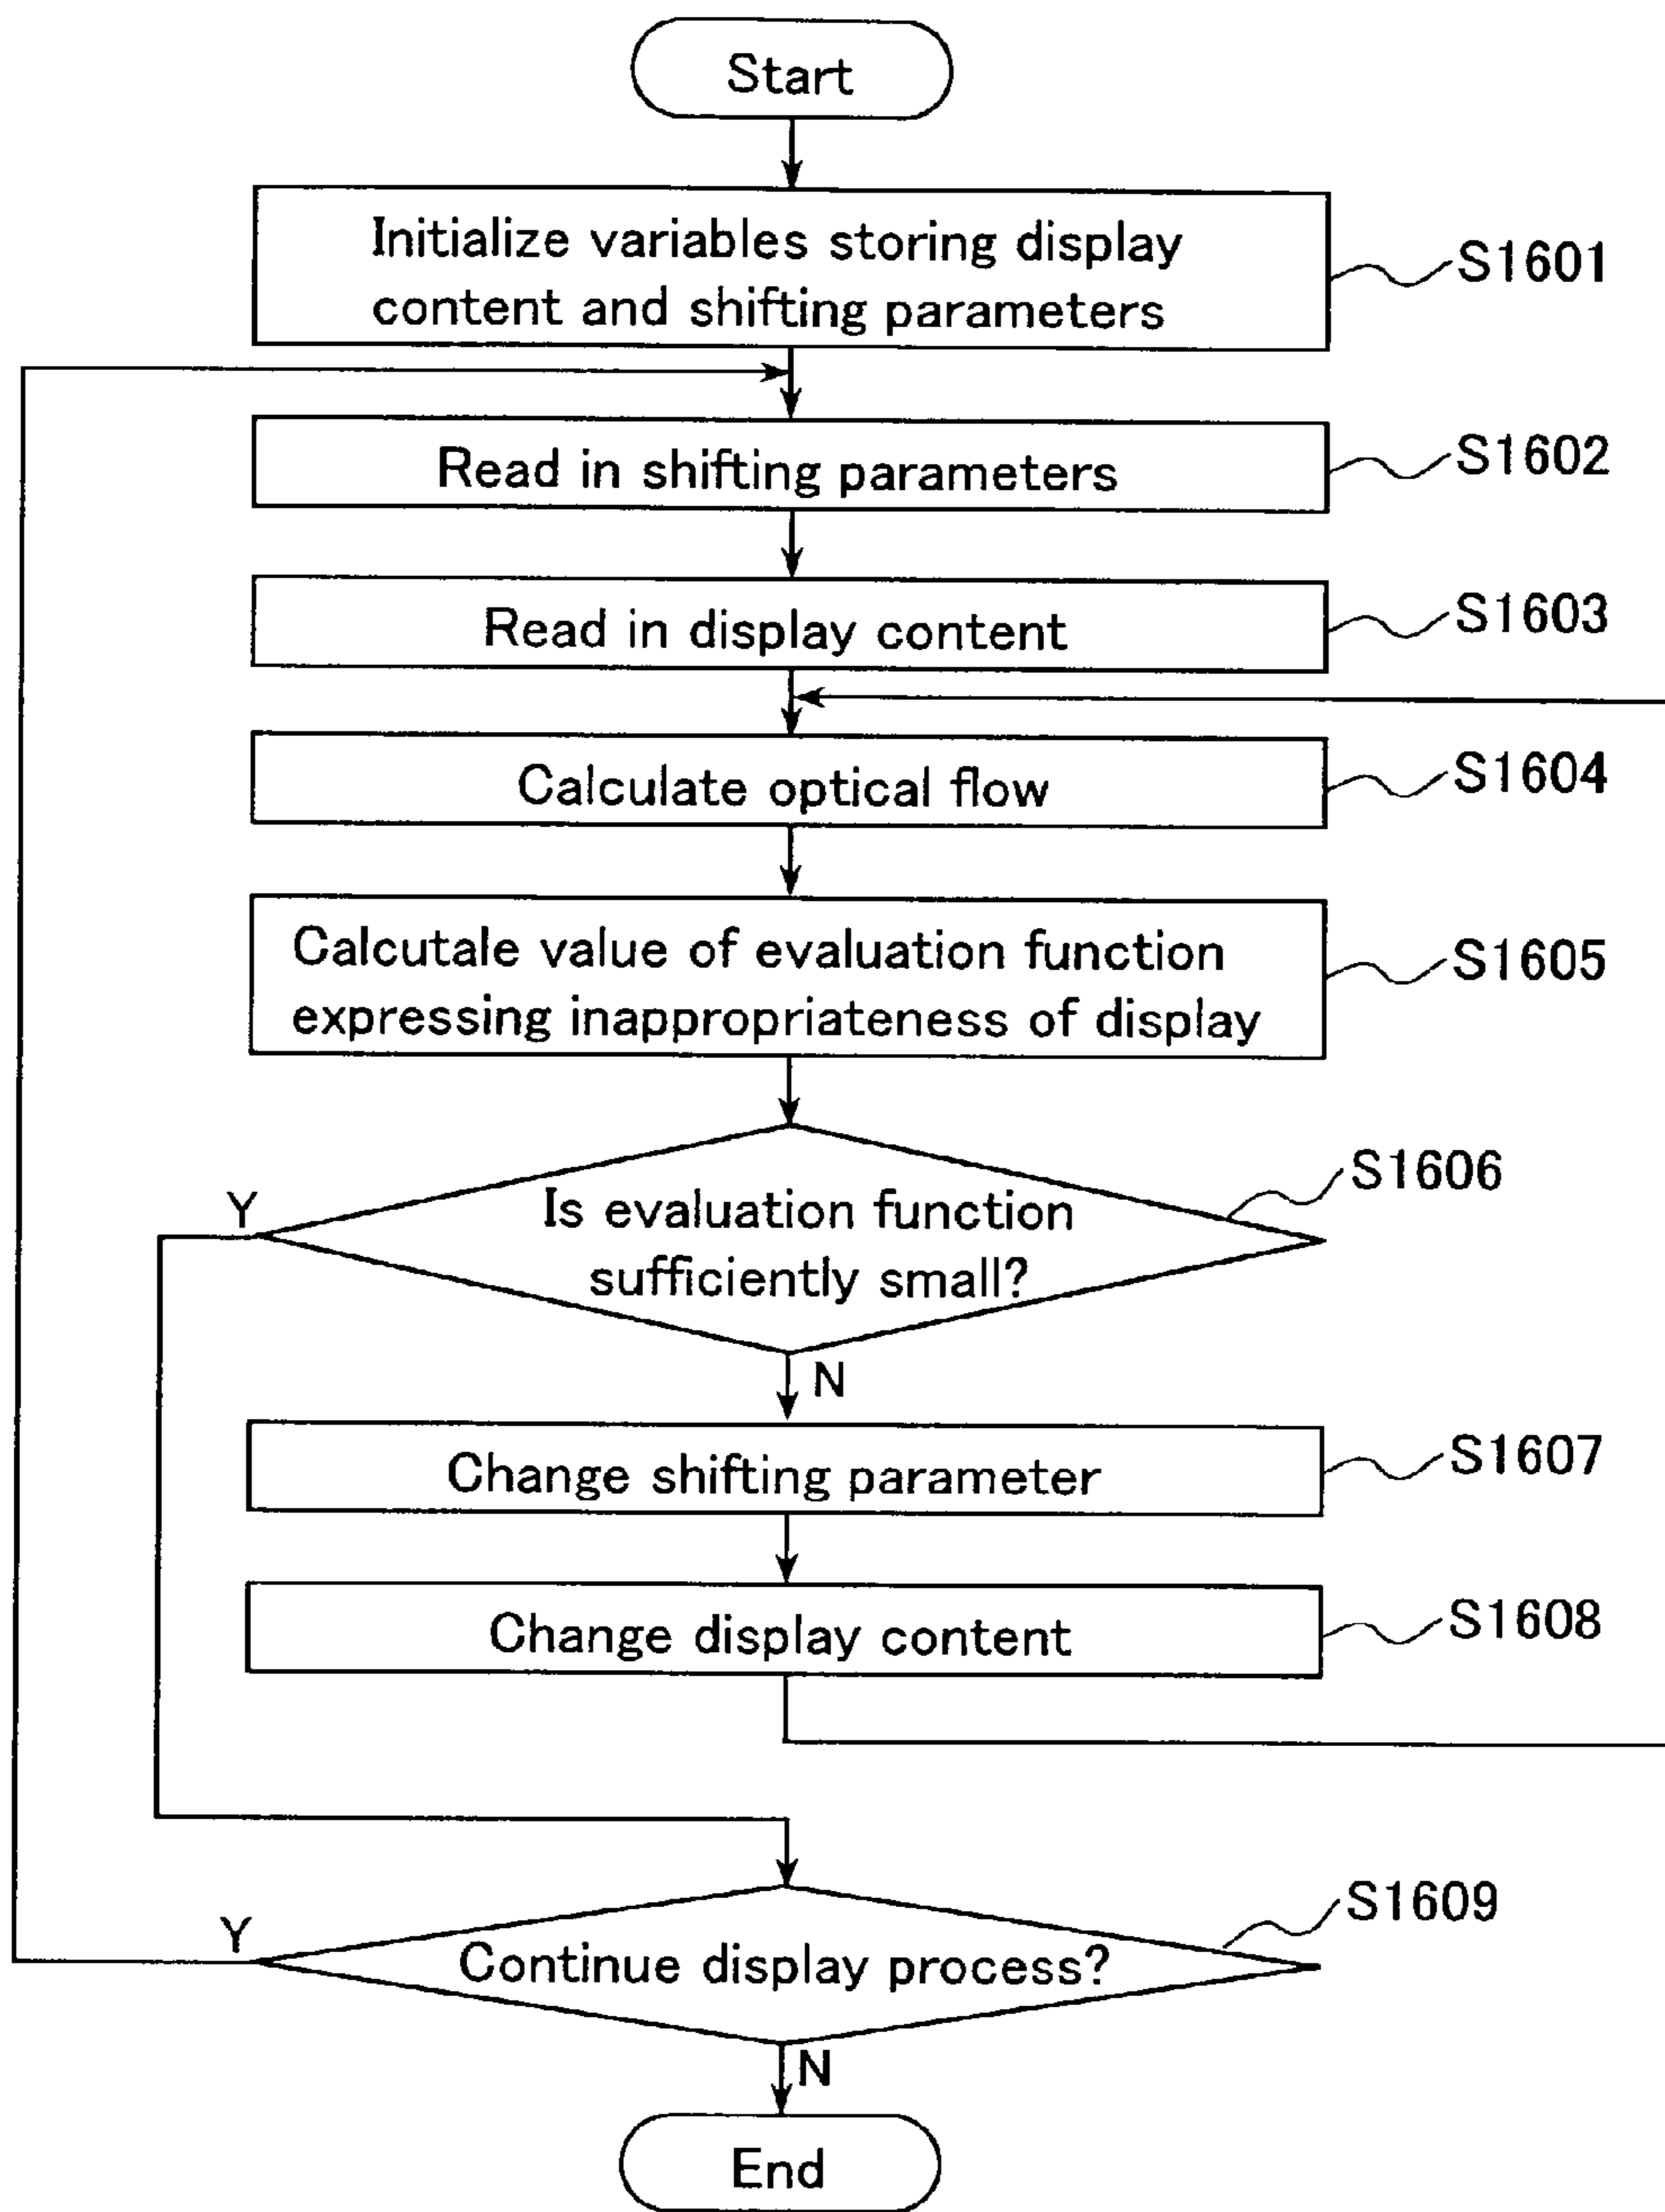 Start
Initialize variables storing display
content and shifting parameters
S1601
Read in shifting parameters
S1602
Read in display content
S1603
Calculate optical flow
S1604
Calcutale value of evaluation function
expressing inappropriateness of display
S1605
Is evaluation function
sufficiently small?
S1606
Y
N
Change shifting parameter
S1607
Change display content
S1608
Continue display process?
S1609
Y
N
End